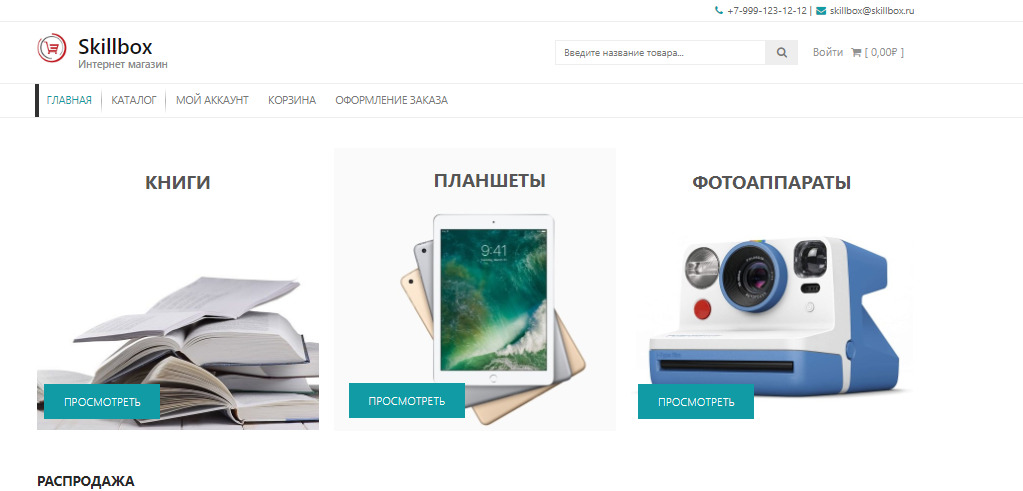 +7-999-123-12-12 | skillbox@skillbox.ru
Skillbox
Интернет магазин
Введите название товара...
Войти [ 0,00₽ ]
ГЛАВНАЯ КАТАЛОГ МОЙ АККАУНТ КОРЗИНА ОФОРМЛЕНИЕ ЗАКАЗА
КНИГИ
ПЛАНШЕТЫ
ФОТОАППАРАТЫ
9:41
ПРОСМОТРЕТЬ
ПРОСМОТРЕТЬ
ПРОСМОТРЕТЬ
РАСПРОДАЖА